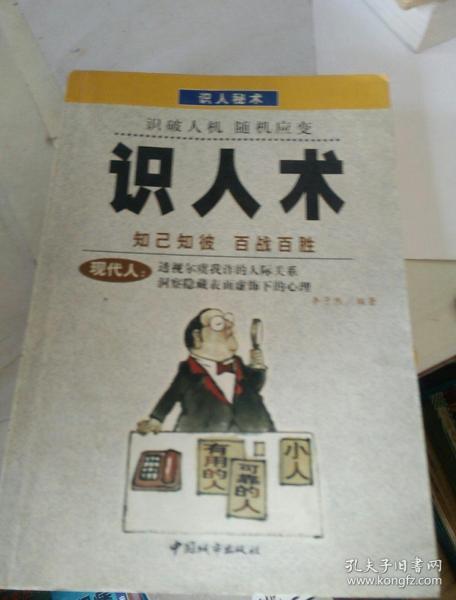 识人秘术
识破人机 随机应变
识人术
知己知彼 百战百胜
现代人：
透视尔虞我诈的人际关系
洞察隐藏表面虚饰下的心理
编著
有用的人
可靠的人
小人
中国城市出版社
孔夫子旧书网
kongfz.com